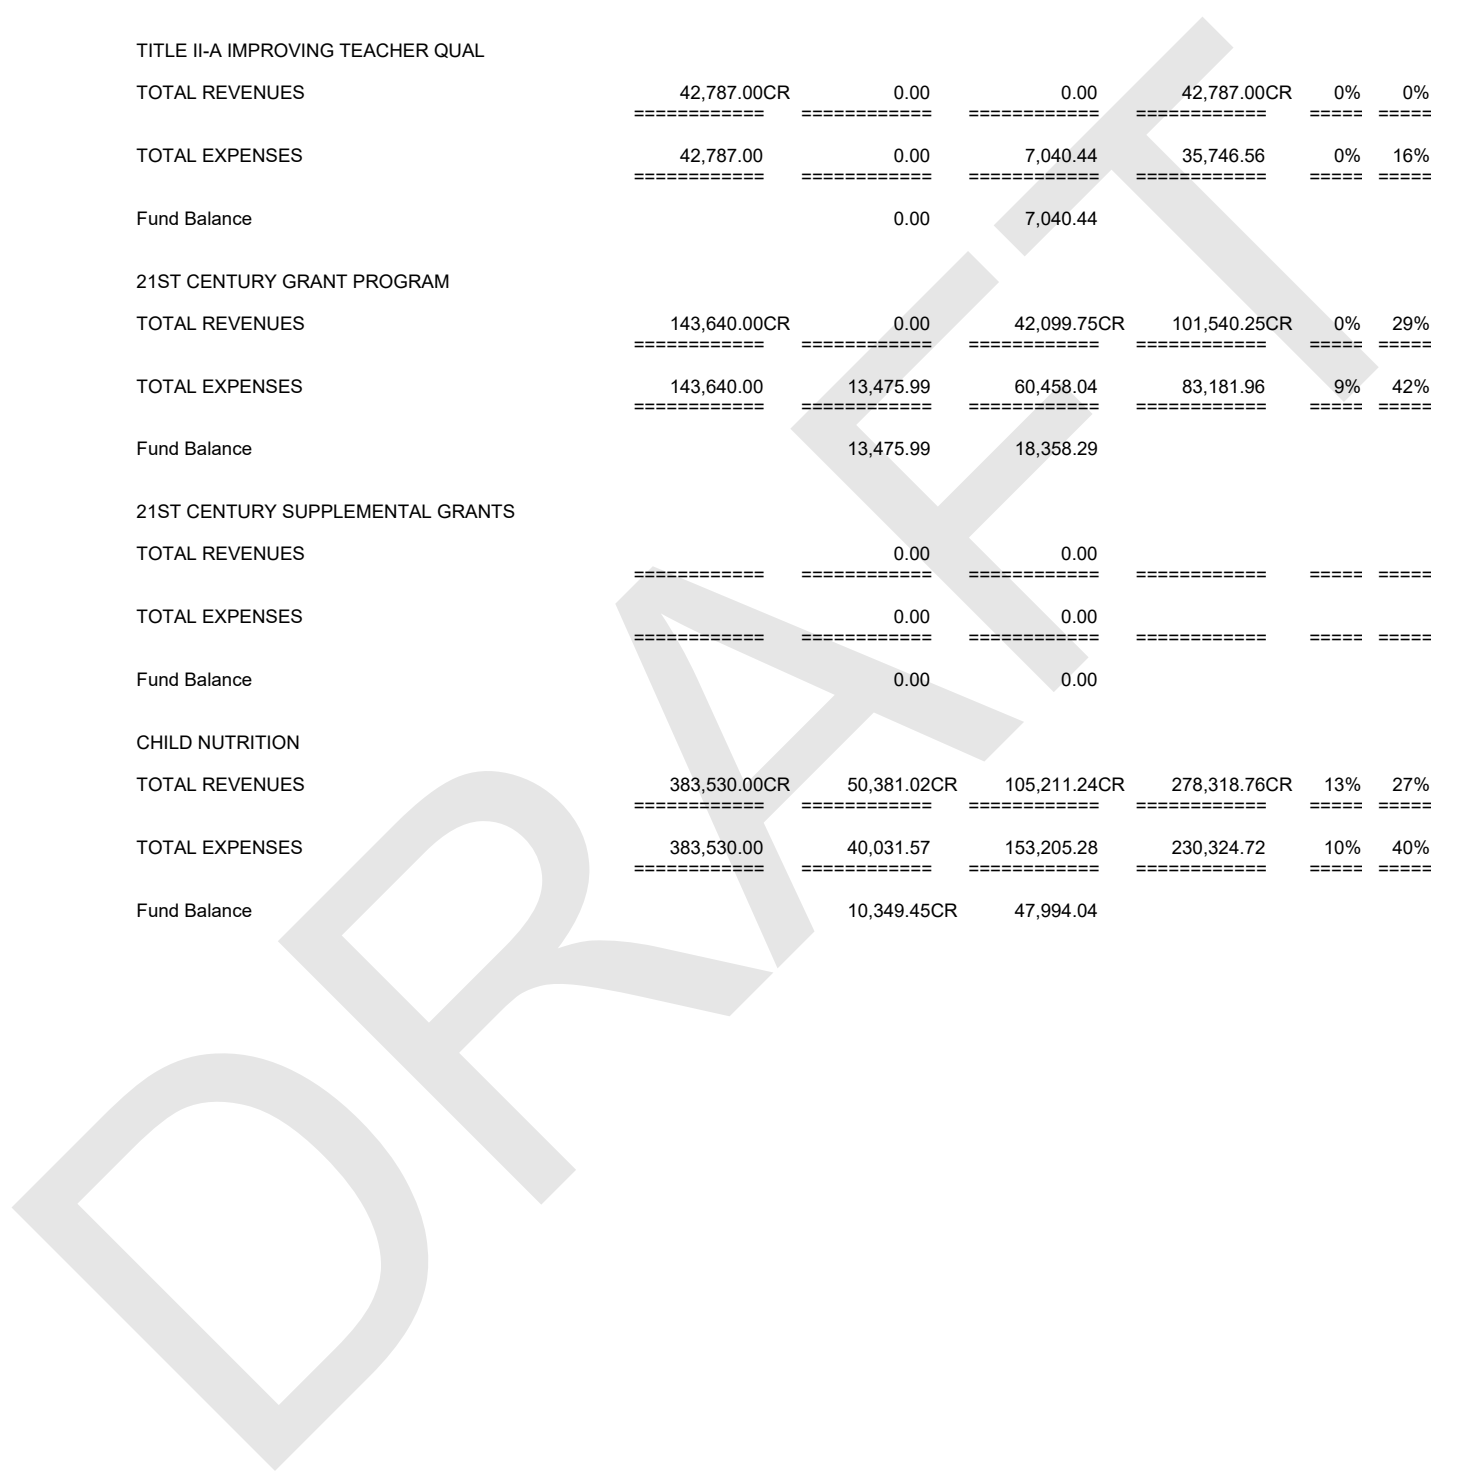 TITLE II-A IMPROVING TEACHER QUAL
TOTAL REVENUES 42,787.00CR 0.00 0.00 42,787.00CR 0% 0%
============ ============ ============ ============ ===== =====
TOTAL EXPENSES 42,787.00 0.00 7,040.44 35,746.56 0% 16%
============ ============ ============ ============ ===== =====
Fund Balance 0.00 7,040.44
21ST CENTURY GRANT PROGRAM
TOTAL REVENUES 143,640.00CR 0.00 42,099.75CR 101,540.25CR 0% 29%
============ ============ ============ ============ ===== =====
TOTAL EXPENSES 143,640.00 13,475.99 60,458.04 83,181.96 9% 42%
============ ============ ============ ============ ===== =====
Fund Balance 13,475.99 18,358.29
21ST CENTURY SUPPLEMENTAL GRANTS
TOTAL REVENUES 0.00 0.00
============ ============ ============ ============ ===== =====
TOTAL EXPENSES 0.00 0.00
============ ============ ============ ============ ===== =====
Fund Balance 0.00 0.00
CHILD NUTRITION
TOTAL REVENUES 383,530.00CR 50,381.02CR 105,211.24CR 278,318.76CR 13% 27%
============ ============ ============ ============ ===== =====
TOTAL EXPENSES 383,530.00 40,031.57 153,205.28 230,324.72 10% 40%
============ ============ ============ ============ ===== =====
Fund Balance 10,349.45CR 47,994.04
DRAFT